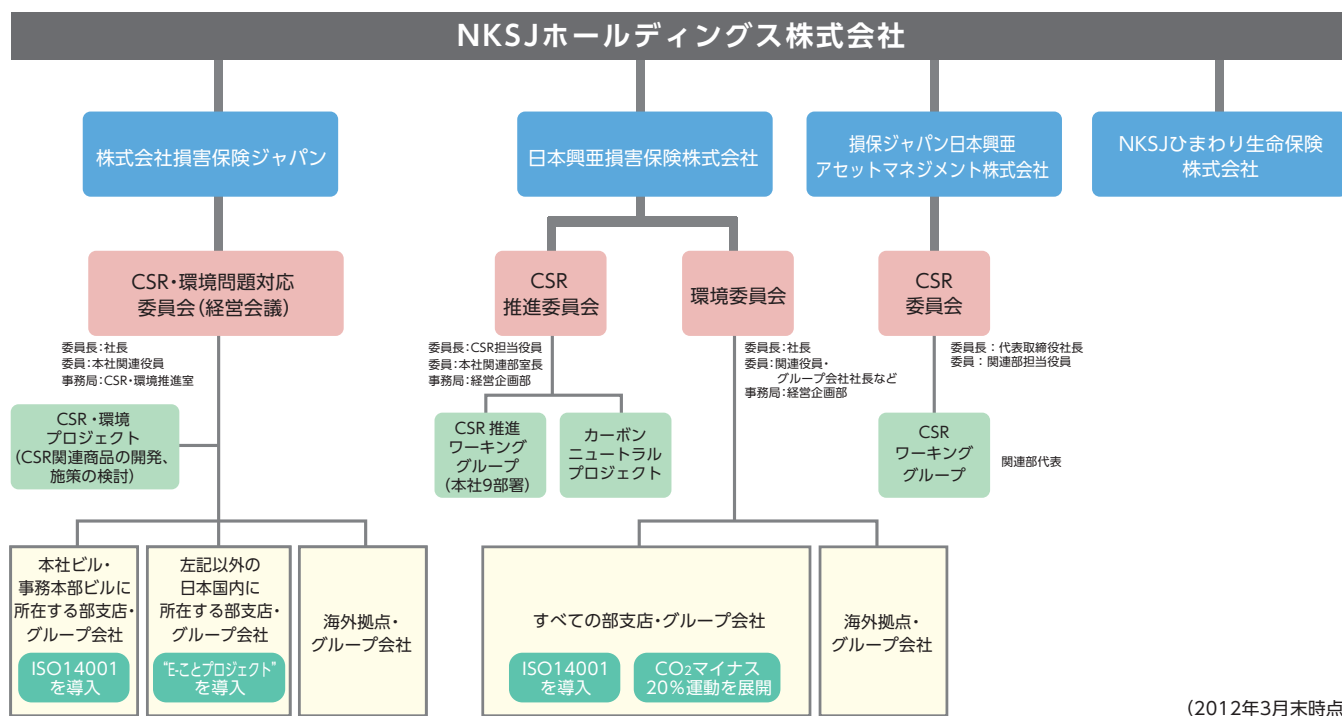 NKSJホールディングス株式会社
株式会社損害保険ジャパン
日本興亜損害保険株式会社
損保ジャパン日本興亜
アセットマネジメント株式会社
NKSJひまわり生命保険
株式会社
CSR・環境問題対応
委員会（経営会議）
CSR
推進委員会
環境委員会
CSR
委員会
委員長：社長
委員：本社関連役員
事務局：CSR・環境推進室
委員長：CSR担当役員
委員：本社関連部室長
事務局：経営企画部
委員長：社長
委員：関連役員・
グループ会社社長など
事務局：経営企画部
委員長：代表取締役社長
委員：関連部担当役員
CSR・環境
プロジェクト
（CSR関連商品の開発、
施策の検討）
CSR 推進
ワーキング
グループ
（本社9部署）
カーボン
ニュートラル
プロジェクト
CSR
ワーキング
グループ
関連部代表
本社ビル・
事務本部ビルに
所在する部支店・
グループ会社
ISO14001
を導入
左記以外の
日本国内に
所在する部支店・
グループ会社
“E-ことプロジェクト”
を導入
海外拠点・
グループ会社
すべての部支店・グループ会社
ISO14001
を導入
CO₂マイナス
20％運動を展開
海外拠点・
グループ会社
（2012年3月末時点